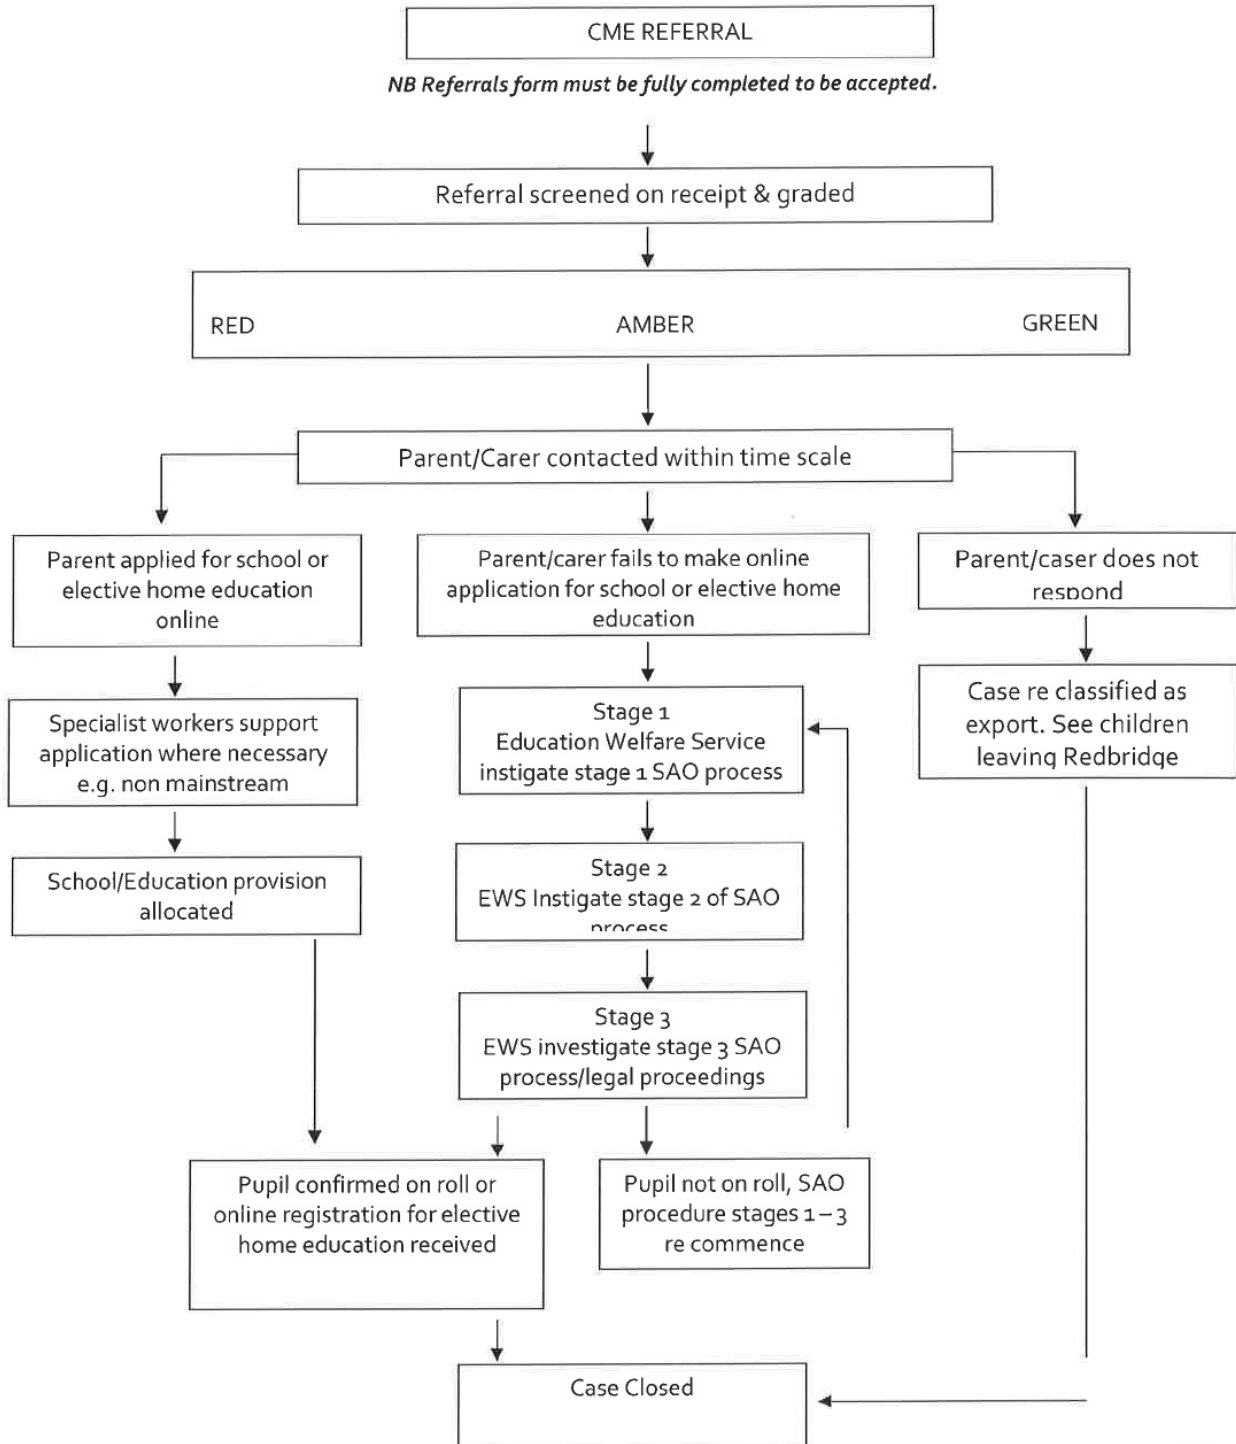 CME REFERRAL
NB Referrals form must be fully completed to be accepted.
Referral screened on receipt & graded
RED AMBER GREEN
Parent/Carer contacted within time scale
Parent applied for school or
elective home education
online
Parent/carer fails to make online
application for school or elective home
education
Parent/caser does not
respond
Specialist workers support
application where necessary
e.g. non mainstream
Stage 1
Education Welfare Service
instigate stage 1 SAO process
Case re classified as
export. See children
leaving Redbridge
School/Education provision
allocated
Stage 2
EWS Instigate stage 2 of SAO
process
Stage 3
EWS investigate stage 3 SAO
process/legal proceedings
Pupil confirmed on roll or
online registration for elective
home education received
Pupil not on roll, SAO
procedure stages 1 – 3
re commence
Case Closed